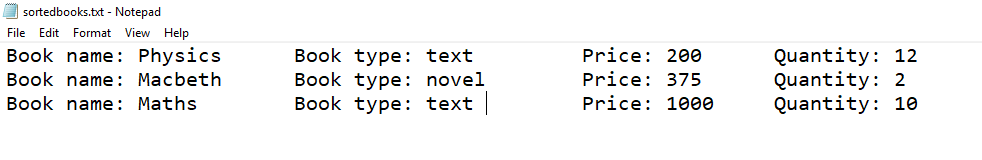 sortedbooks.txt - Notepad
File Edit Format View Help
Book name: Physics Book type: text Price: 200 Quantity: 12
Book name: Macbeth Book type: novel Price: 375 Quantity: 2
Book name: Maths Book type: text Price: 1000 Quantity: 10